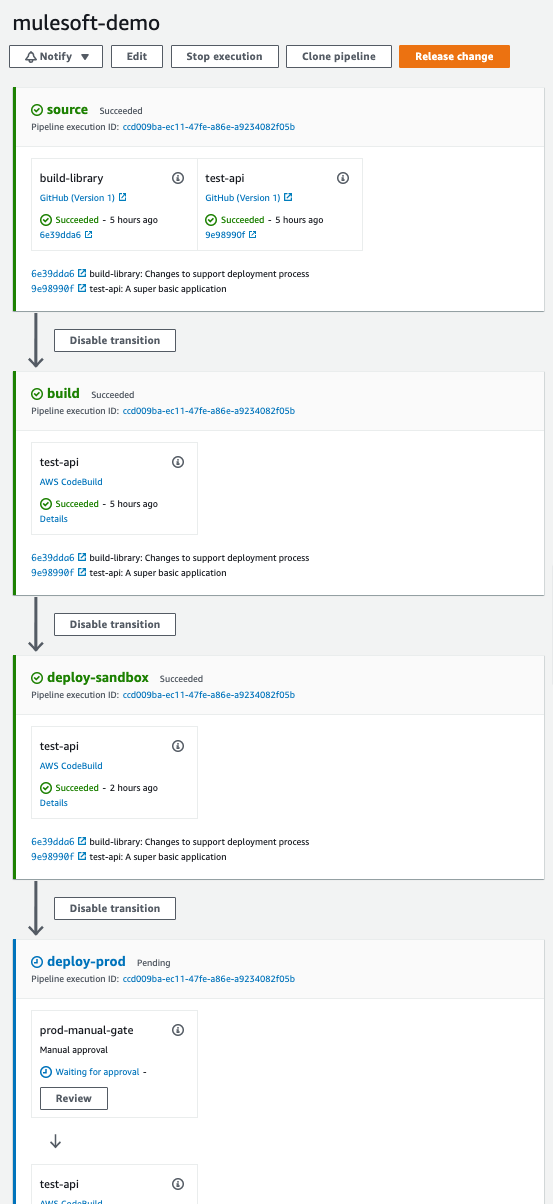 mulesoft-demo
Notify
Edit
Stop execution
Clone pipeline
Release change
source Succeeded
Pipeline execution ID: ccd009ba-ec11-47fe-a86e-a9234082f05b
build-library
GitHub (Version 1)
Succeeded - 5 hours ago
6e39dda6
test-api
GitHub (Version 1)
Succeeded - 5 hours ago
9e98990f
6e39dda6 build-library: Changes to support deployment process
9e98990f test-api: A super basic application
Disable transition
build Succeeded
Pipeline execution ID: ccd009ba-ec11-47fe-a86e-a9234082f05b
test-api
AWS CodeBuild
Succeeded - 5 hours ago
Details
6e39dda6 build-library: Changes to support deployment process
9e98990f test-api: A super basic application
Disable transition
deploy-sandbox Succeeded
Pipeline execution ID: ccd009ba-ec11-47fe-a86e-a9234082f05b
test-api
AWS CodeBuild
Succeeded - 2 hours ago
Details
6e39dda6 build-library: Changes to support deployment process
9e98990f test-api: A super basic application
Disable transition
deploy-prod Pending
Pipeline execution ID: ccd009ba-ec11-47fe-a86e-a9234082f05b
prod-manual-gate
Manual approval
Waiting for approval -
Review
test-api
AWS CodeBuild